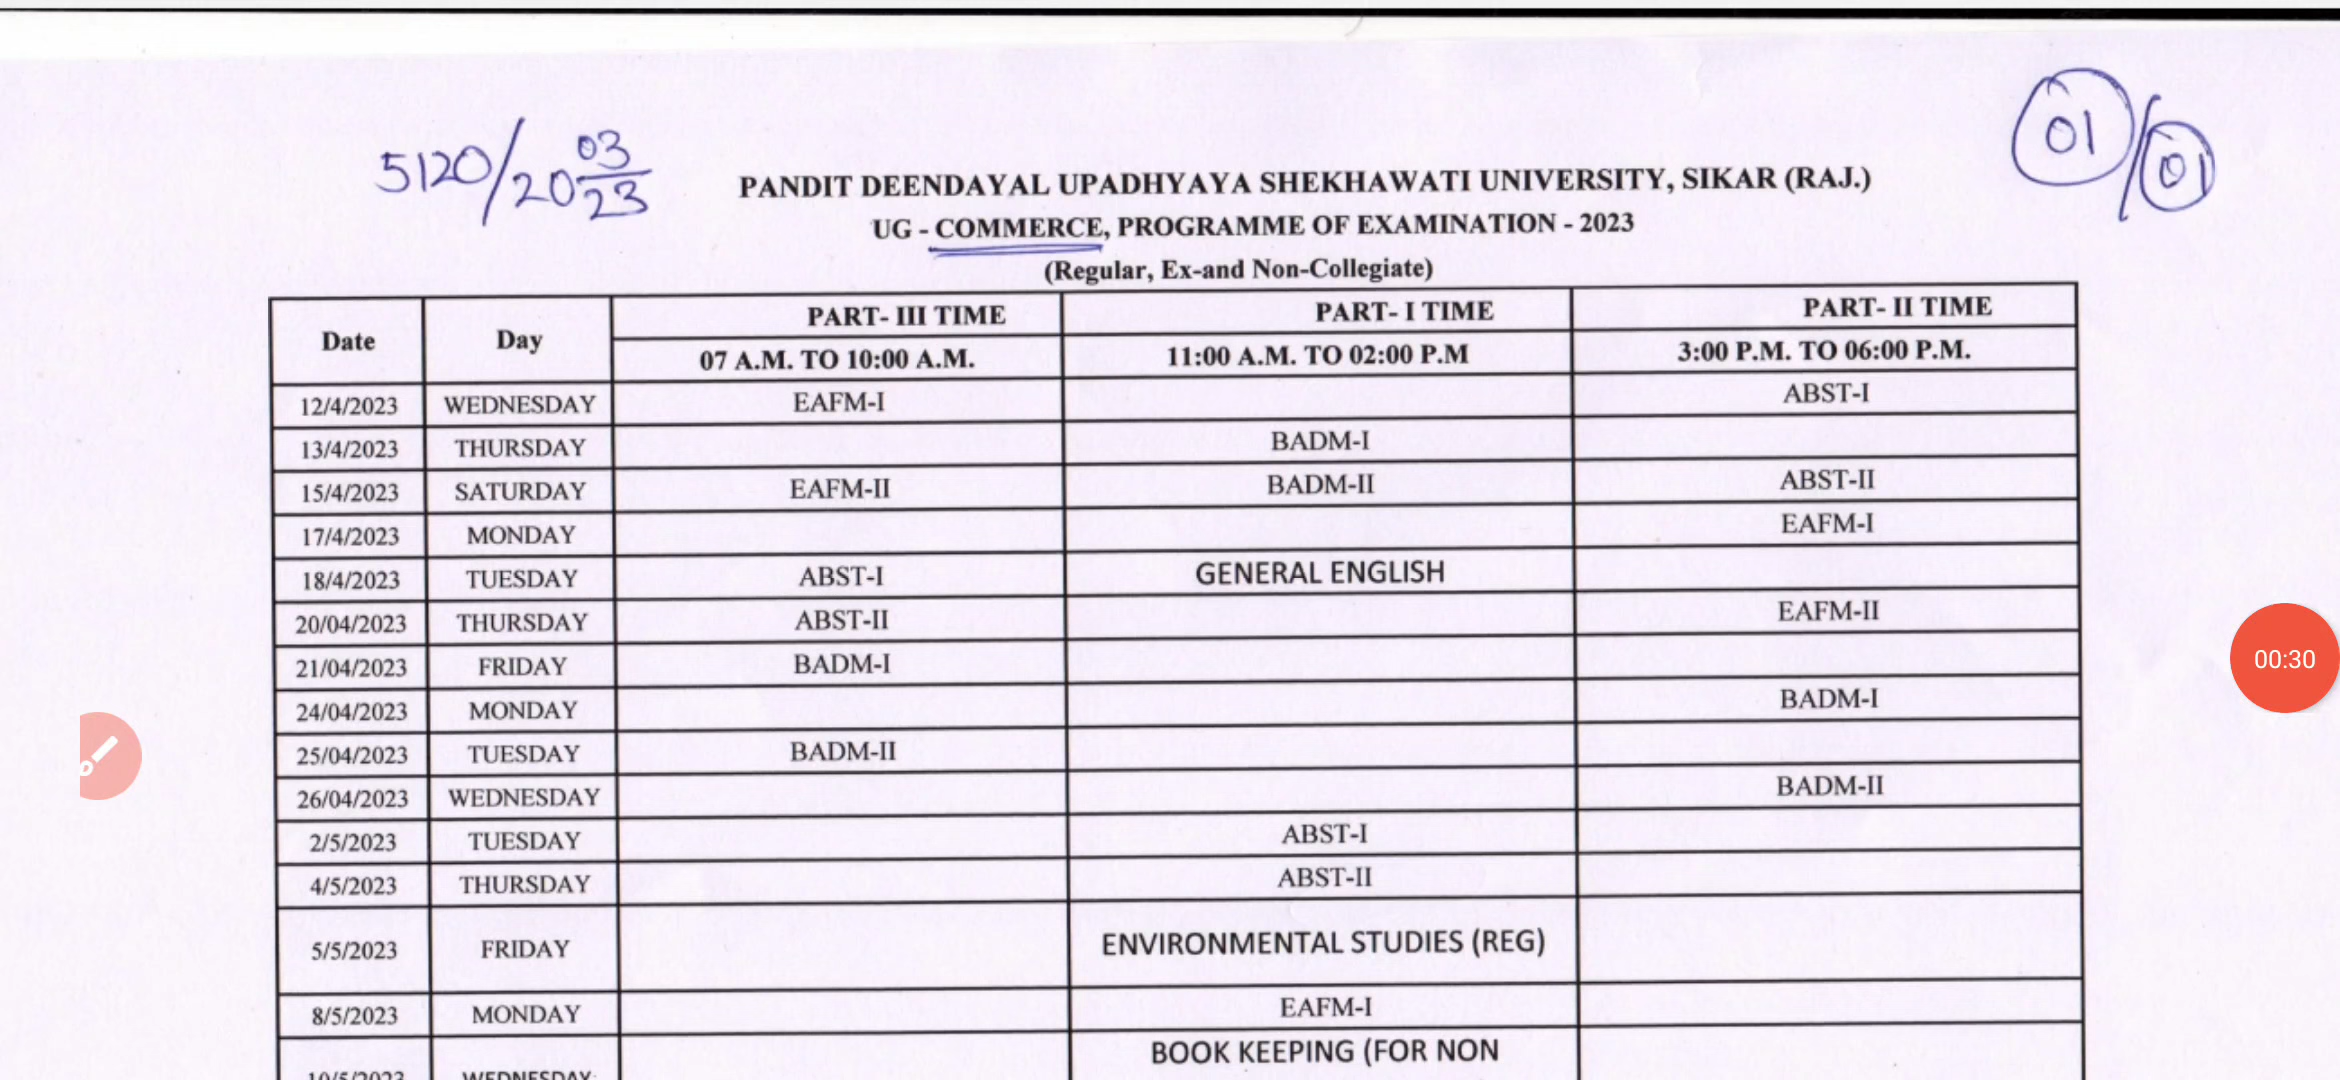 5120/20 03/23
01/01
PANDIT DEENDAYAL UPADHYAYA SHEKHAWATI UNIVERSITY, SIKAR (RAJ.)
UG - COMMERCE, PROGRAMME OF EXAMINATION - 2023
(Regular, Ex-and Non-Collegiate)
Date Day PART- III TIME PART- I TIME PART- II TIME
07 A.M. TO 10:00 A.M. 11:00 A.M. TO 02:00 P.M 3:00 P.M. TO 06:00 P.M.
12/4/2023 WEDNESDAY EAFM-I ABST-I
13/4/2023 THURSDAY BADM-I
15/4/2023 SATURDAY EAFM-II BADM-II ABST-II
17/4/2023 MONDAY EAFM-I
18/4/2023 TUESDAY ABST-I GENERAL ENGLISH
20/04/2023 THURSDAY ABST-II EAFM-II
21/04/2023 FRIDAY BADM-I
24/04/2023 MONDAY BADM-I
25/04/2023 TUESDAY BADM-II
26/04/2023 WEDNESDAY BADM-II
2/5/2023 TUESDAY ABST-I
4/5/2023 THURSDAY ABST-II
5/5/2023 FRIDAY ENVIRONMENTAL STUDIES (REG)
8/5/2023 MONDAY EAFM-I
BOOK KEEPING (FOR NON
10/5/2023 WEDNESDAY
00:30